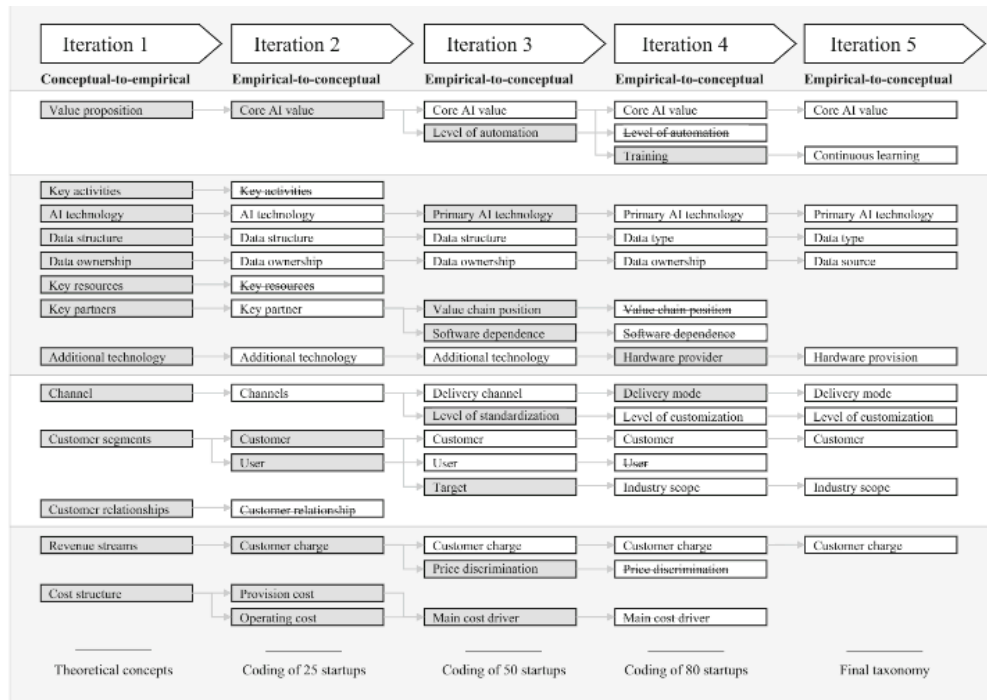 Iteration 1 Iteration 2 Iteration 3 Iteration 4 Iteration 5
Conceptual-to-empirical Empirical-to-conceptual Empirical-to-conceptual Empirical-to-conceptual Empirical-to-conceptual
Value proposition Core AI value Core AI value Core AI value Core AI value
Level of automation Level of automation
Training Continuous learning
Key activities Key activities
AI technology AI technology Primary AI technology Primary AI technology Primary AI technology
Data structure Data structure Data structure Data type Data type
Data ownership Data ownership Data ownership Data ownership Data source
Key resources Key resources
Key partners Key partner Value chain position Value chain position
Software dependence Software dependence
Additional technology Additional technology Additional technology Hardware provider Hardware provision
Channel Channels Delivery channel Delivery mode Delivery mode
Level of standardization Level of customization Level of customization
Customer segments Customer Customer Customer Customer
User User User
Target Industry scope Industry scope
Customer relationships Customer relationship
Revenue streams Customer charge Customer charge Customer charge Customer charge
Price discrimination Price discrimination
Cost structure Provision cost
Operating cost Main cost driver Main cost driver
Theoretical concepts Coding of 25 startups Coding of 50 startups Coding of 80 startups Final taxonomy